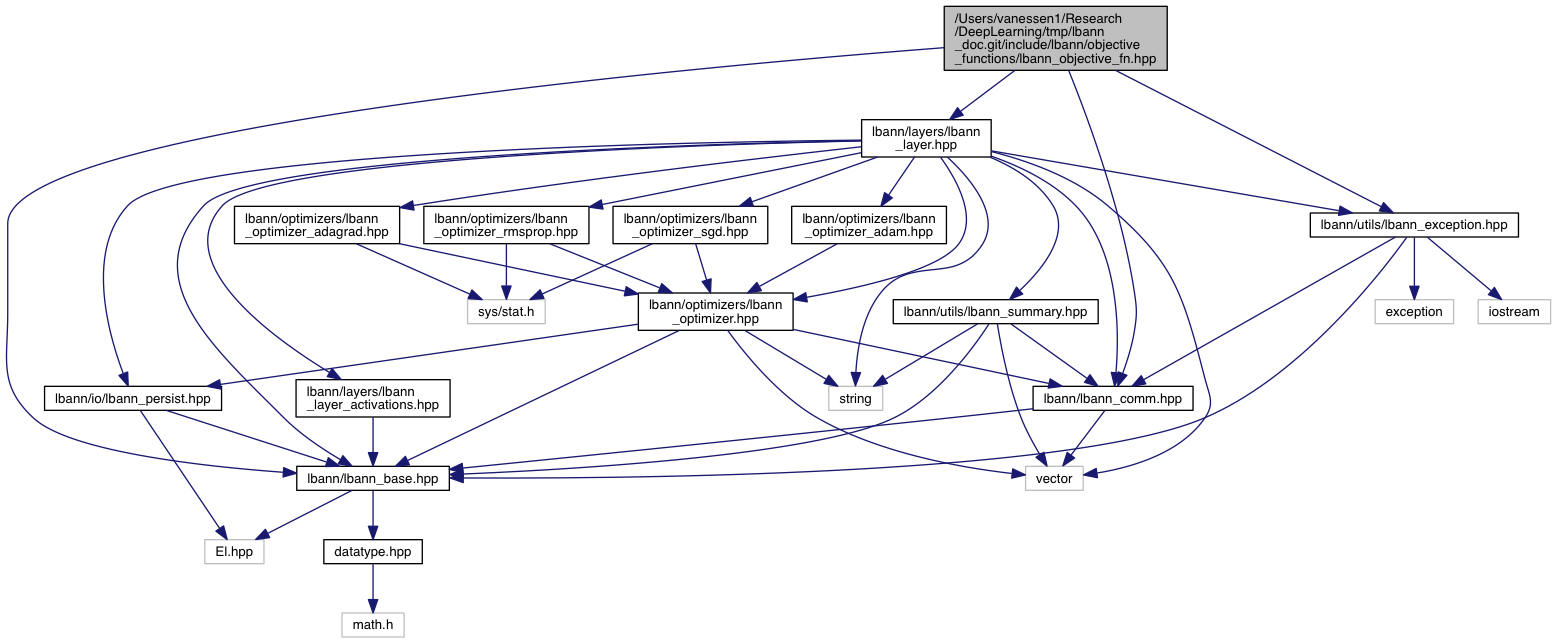 /Users/vanessen1/Research
/DeepLearning/tmp/lbann
_doc.git/include/lbann/objective
_functions/lbann_objective_fn.hpp
lbann/layers/lbann
_layer.hpp
lbann/optimizers/lbann
_optimizer_adagrad.hpp
lbann/optimizers/lbann
_optimizer_rmsprop.hpp
lbann/optimizers/lbann
_optimizer_sgd.hpp
lbann/optimizers/lbann
_optimizer_adam.hpp
lbann/utils/lbann_exception.hpp
sys/stat.h
lbann/optimizers/lbann
_optimizer.hpp
lbann/utils/lbann_summary.hpp
exception
iostream
lbann/io/lbann_persist.hpp
lbann/layers/lbann
_layer_activations.hpp
string
lbann/lbann_comm.hpp
lbann/lbann_base.hpp
vector
El.hpp
datatype.hpp
math.h